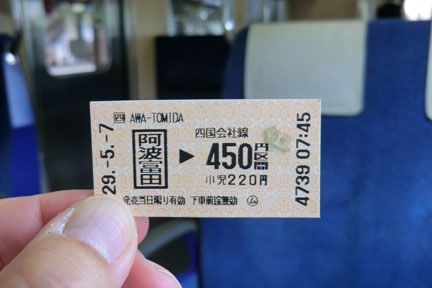 四 AWA-TOMIDA
29.-5.-7
阿波富田
四国会社線
▶ 450円区間
小児220円
発売当日限り有効 下車前途無効 ム
4739 07:45